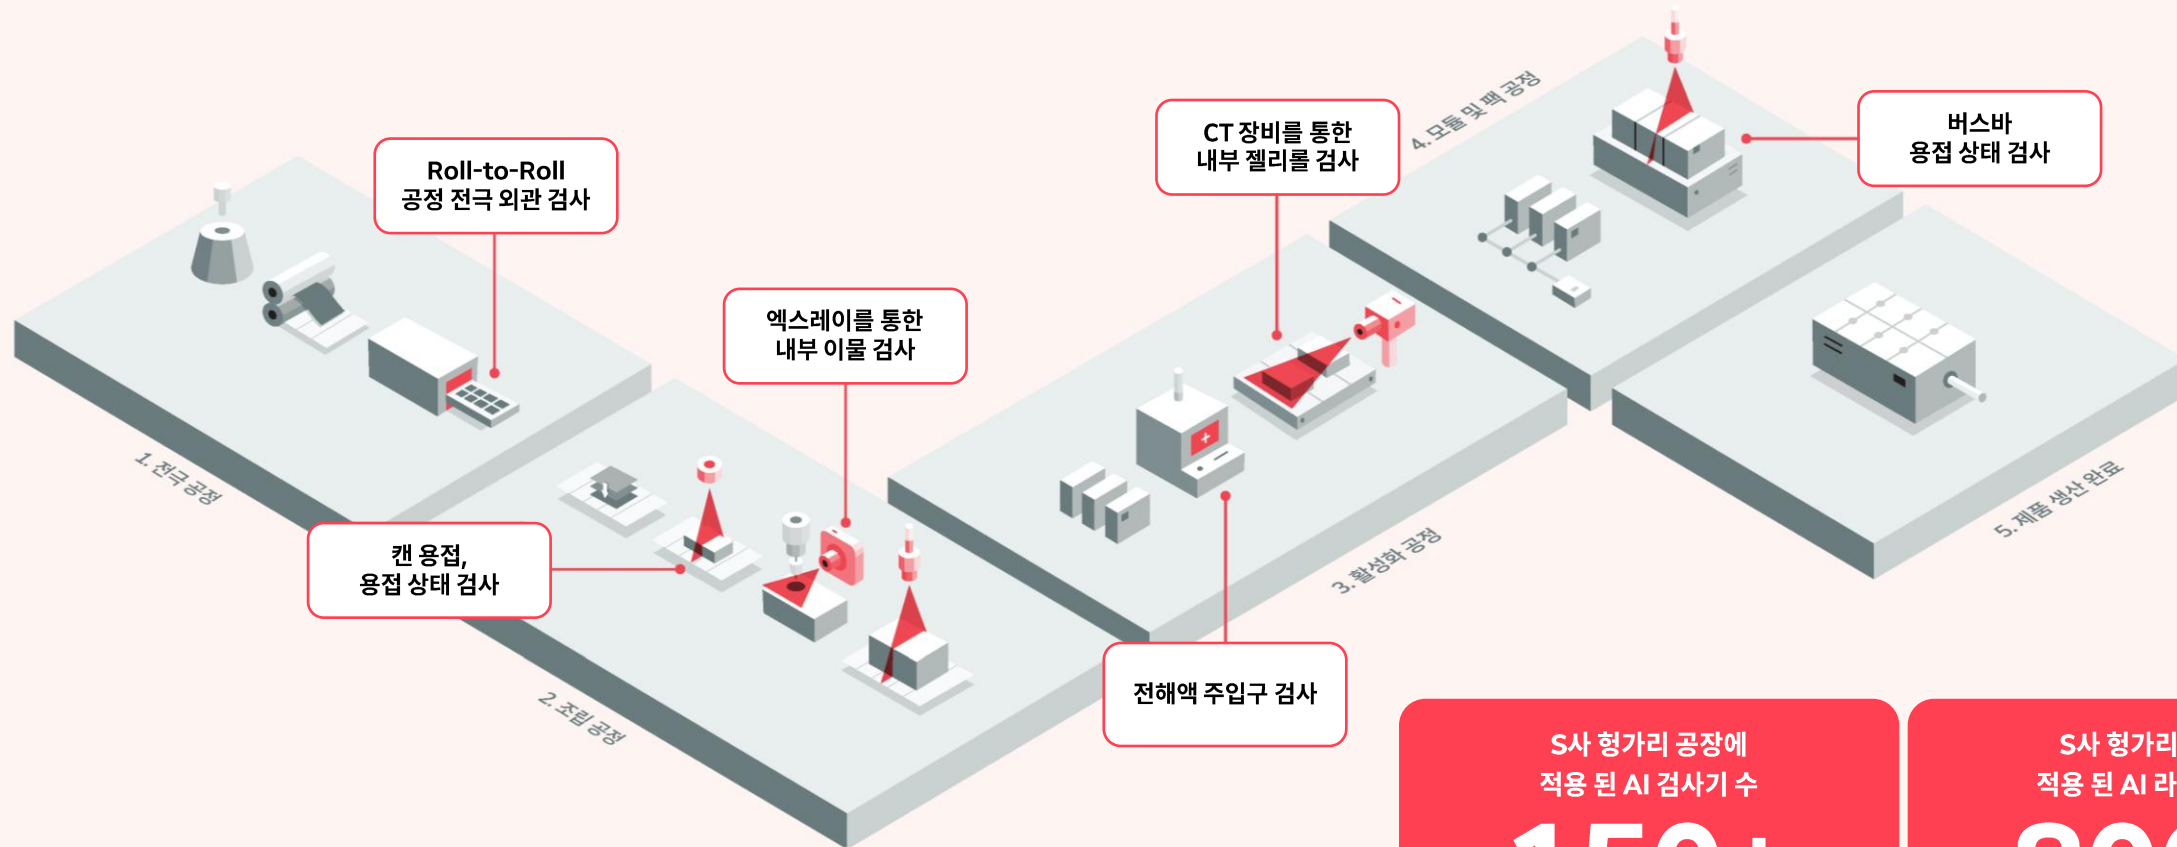 Roll-to-Roll
공정 전극 외관 검사
엑스레이를 통한
내부 이물 검사
캔 용접,
용접 상태 검사
CT 장비를 통한
내부 젤리롤 검사
전해액 주입구 검사
버스바
용접 상태 검사
1. 전극 공정
2. 조립 공정
3. 활성화 공정
4. 모듈 및 팩 공정
5. 제품 생산 완료
S사 헝가리 공장에
적용 된 AI 검사기 수
150+
S사 헝가리
적용 된 AI